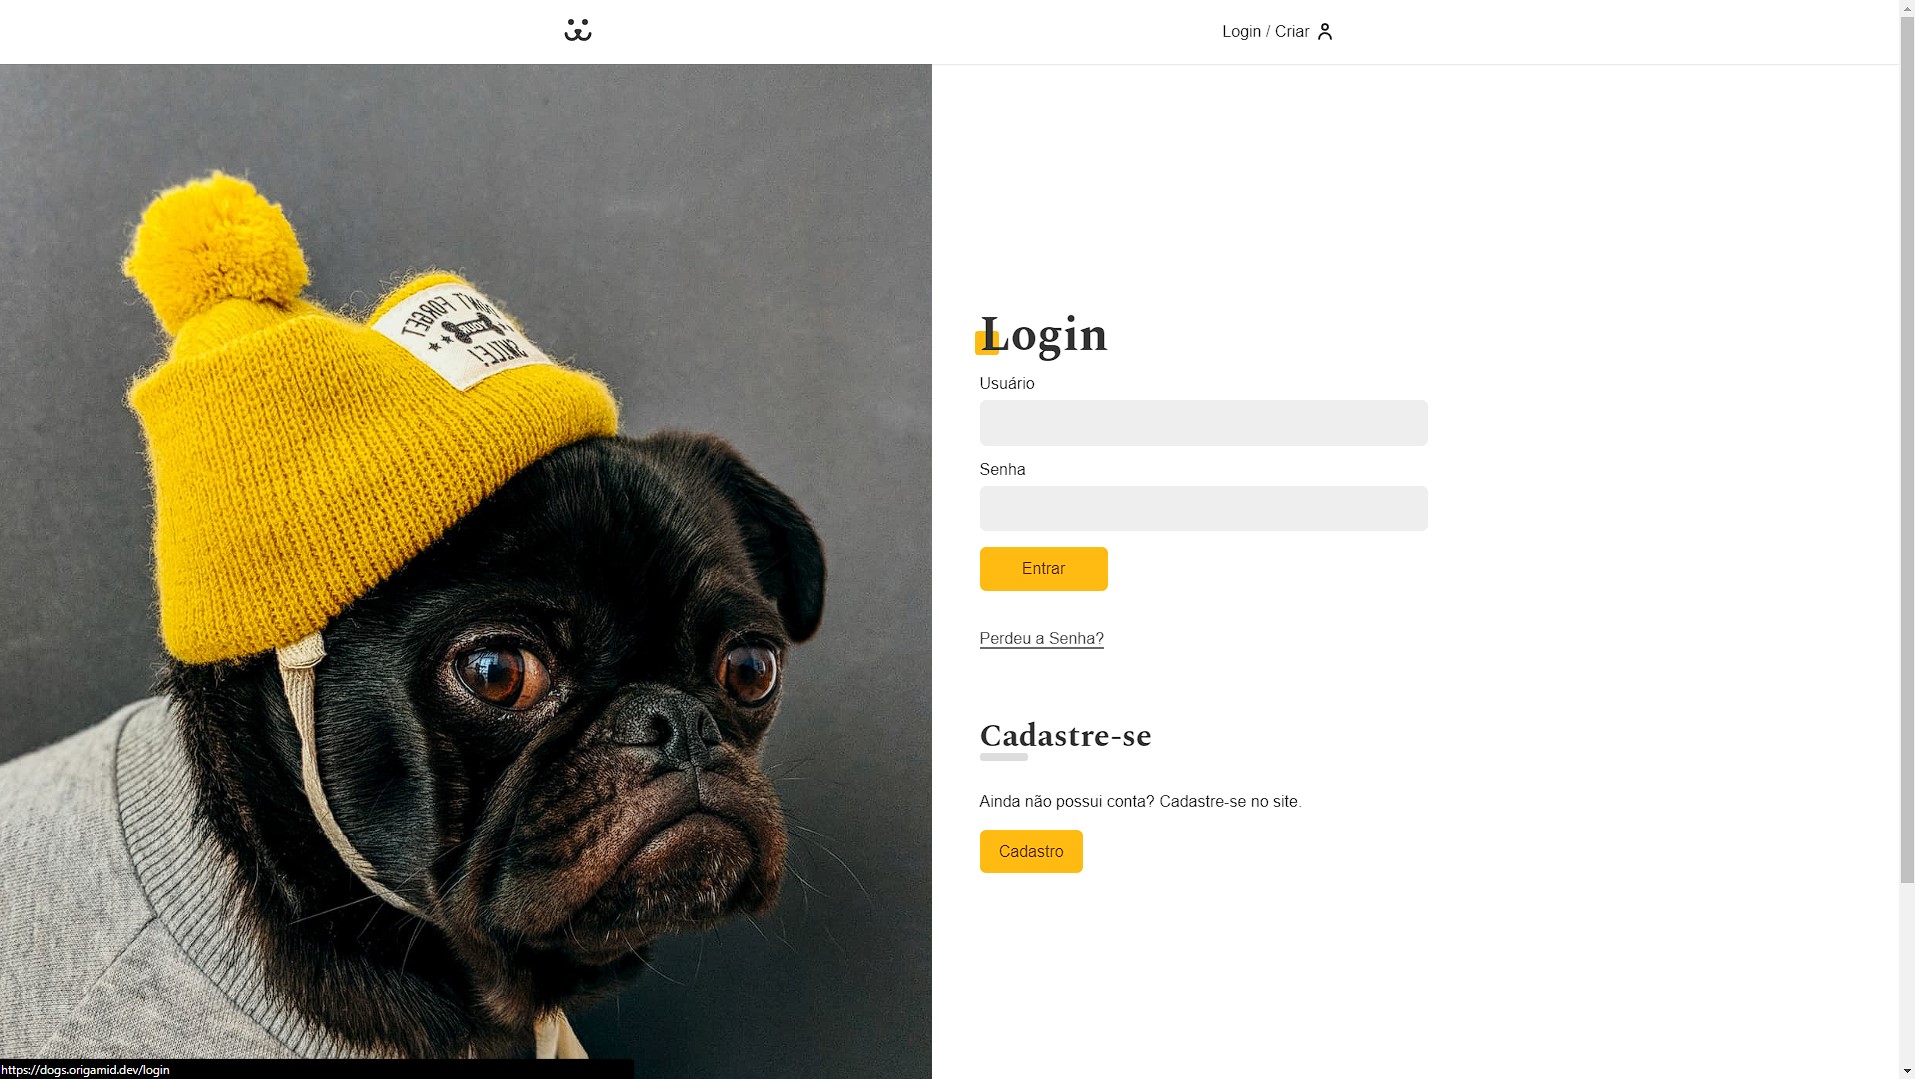 Login / Criar
DON'T FORGET
YOUR
SMILE!
Login
Usuário
Senha
Entrar
Perdeu a Senha?
Cadastre-se
Ainda não possui conta? Cadastre-se no site.
Cadastro
https://dogs.origamid.dev/login